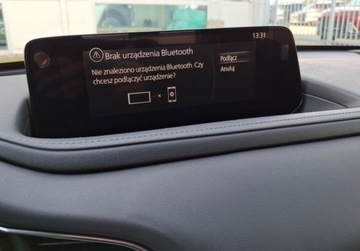 13:31
Brak urządzenia Bluetooth
Nie znaleziono urządzenia Bluetooth. Czy
chcesz podłączyć urządzenie?
Podłącz
Anuluj